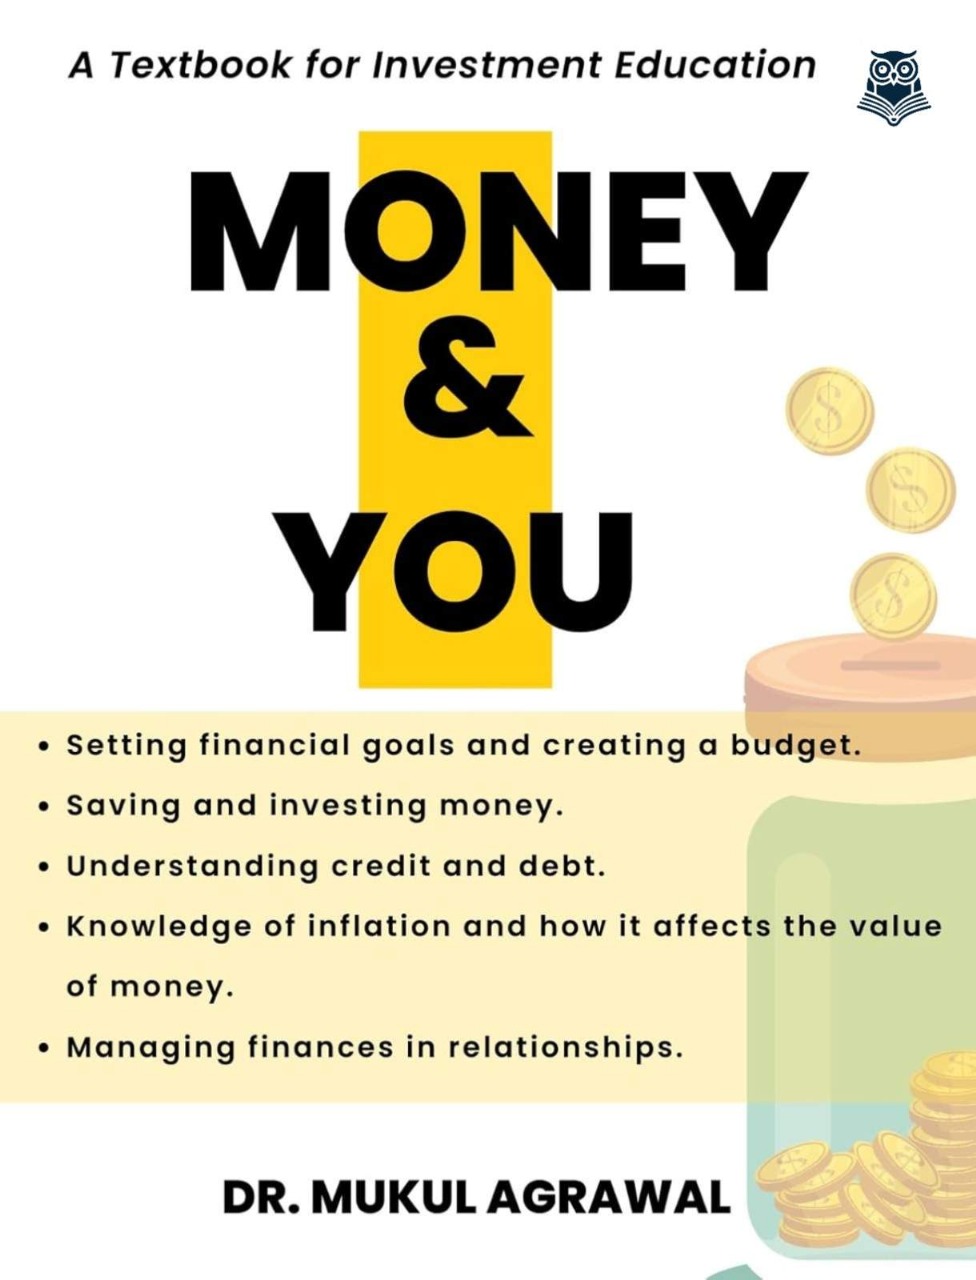 A Textbook for Investment Education
MONEY
&
YOU
• Setting financial goals and creating a budget.
• Saving and investing money.
• Understanding credit and debt.
• Knowledge of inflation and how it affects the value
of money.
• Managing finances in relationships.
DR. MUKUL AGRAWAL